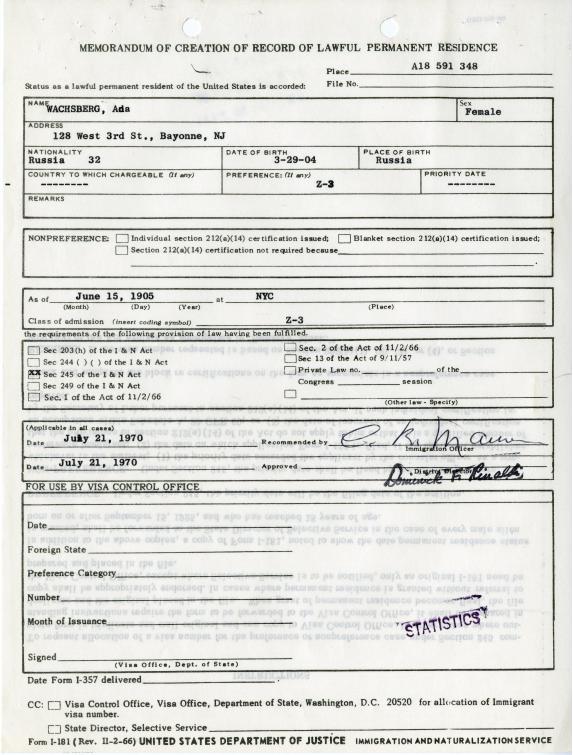 MEMORANDUM OF CREATION OF RECORD OF LAWFUL PERMANENT RESIDENCE
Place A18 591 348
Status as a lawful permanent resident of the United States is accorded: File No.
NAME WACHSBERG, Ada Sex Female
ADDRESS
128 West 3rd St., Bayonne, NJ
NATIONALITY DATE OF BIRTH PLACE OF BIRTH
Russia 32 3-29-04 Russia
COUNTRY TO WHICH CHARGEABLE (If any) PREFERENCE: (If any) PRIORITY DATE
-------- Z-3 --------
REMARKS
NONPREFERENCE: Individual section 212(a)(14) certification issued; Blanket section 212(a)(14) certification issued;
Section 212(a)(14) certification not required because
As of June 15, 1905 at NYC
(Month) (Day) (Year) (Place)
Class of admission (insert coding symbol) Z-3
the requirements of the following provision of law having been fulfilled.
Sec 203(h) of the I & N Act Sec. 2 of the Act of 11/2/66
Sec 244 ( ) ( ) of the I & N Act Sec 13 of the Act of 9/11/57
xx Sec 245 of the I & N Act Private Law no. of the
Sec 249 of the I & N Act Congress session
Sec. 1 of the Act of 11/2/66
(Other law - Specify)
(Applicable in all cases)
Date July 21, 1970 Recommended by
Immigration Officer
Date July 21, 1970 Approved
District Director
FOR USE BY VISA CONTROL OFFICE
Date
Foreign State
Preference Category
Number
Month of Issuance
STATISTICS
Signed
(Visa Office, Dept. of State)
Date Form I-357 delivered
CC: Visa Control Office, Visa Office, Department of State, Washington, D.C. 20520 for allocation of Immigrant
visa number.
State Director, Selective Service
Form I-181 (Rev. 11-2-66) UNITED STATES DEPARTMENT OF JUSTICE IMMIGRATION AND NATURALIZATION SERVICE